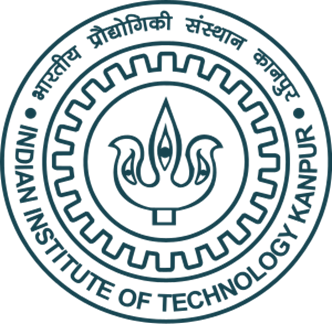 भारतीय प्रौद्योगिकी संस्थान कानपुर
INDIAN INSTITUTE OF TECHNOLOGY KANPUR